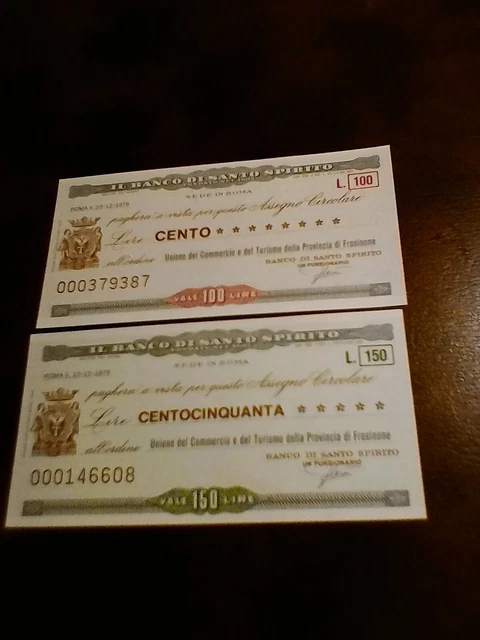 IL BANCO DI SANTO SPIRITO
SEDE IN ROMA
L. 100
pagherà a vista per questo Assegno Circolare
Lire CENTO ★ ★ ★ ★ ★ ★ ★ ★
all'ordine Unione del Commercio e del Turismo della Provincia di Frosinone
BANCO DI SANTO SPIRITO
UN FUNZIONARIO
000379387
VALE 100 LIRE
IL BANCO DI SANTO SPIRITO
SEDE IN ROMA
L. 150
pagherà a vista per questo Assegno Circolare
Lire CENTOCINQUANTA ★ ★ ★ ★ ★
all'ordine Unione del Commercio e del Turismo della Provincia di Frosinone
BANCO DI SANTO SPIRITO
UN FUNZIONARIO
000146608
VALE 150 LIRE